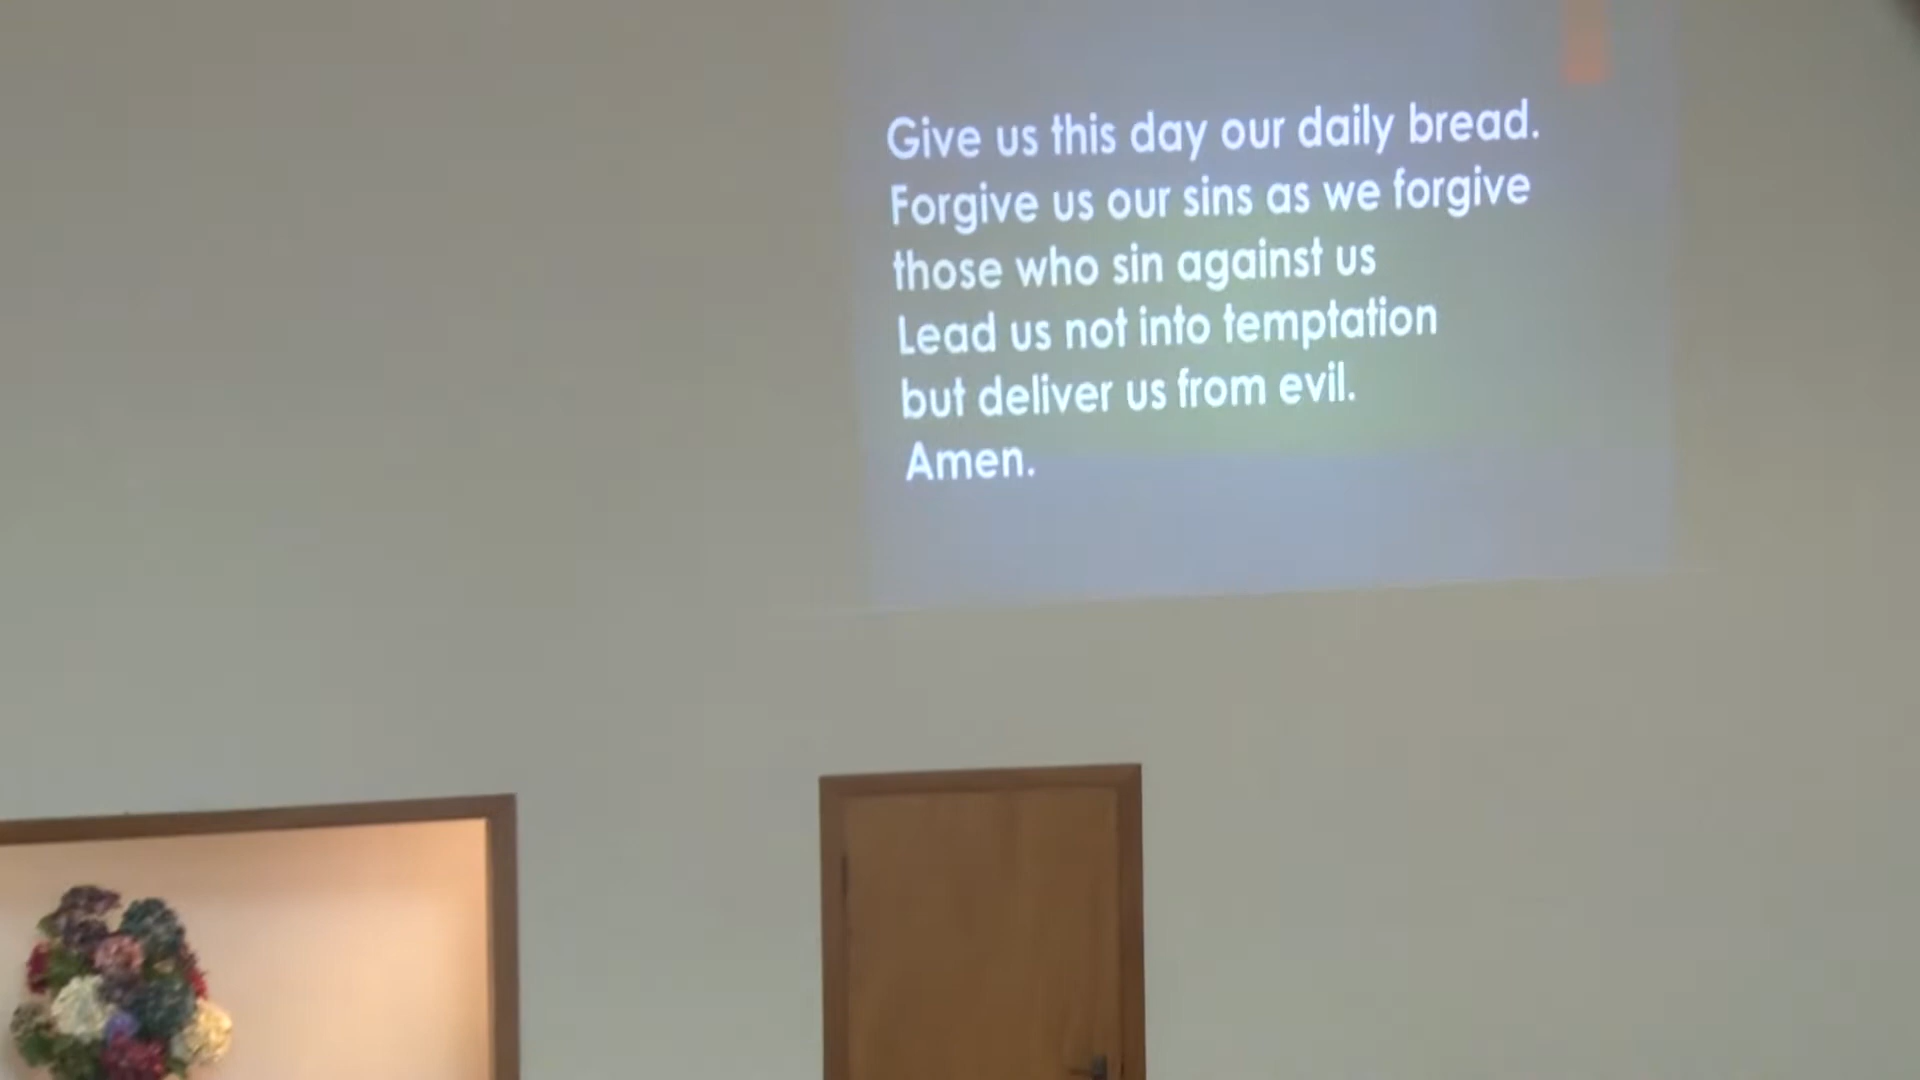 Give us this day our daily bread.
Forgive us our sins as we forgive
those who sin against us
Lead us not into temptation
but deliver us from evil.
Amen.